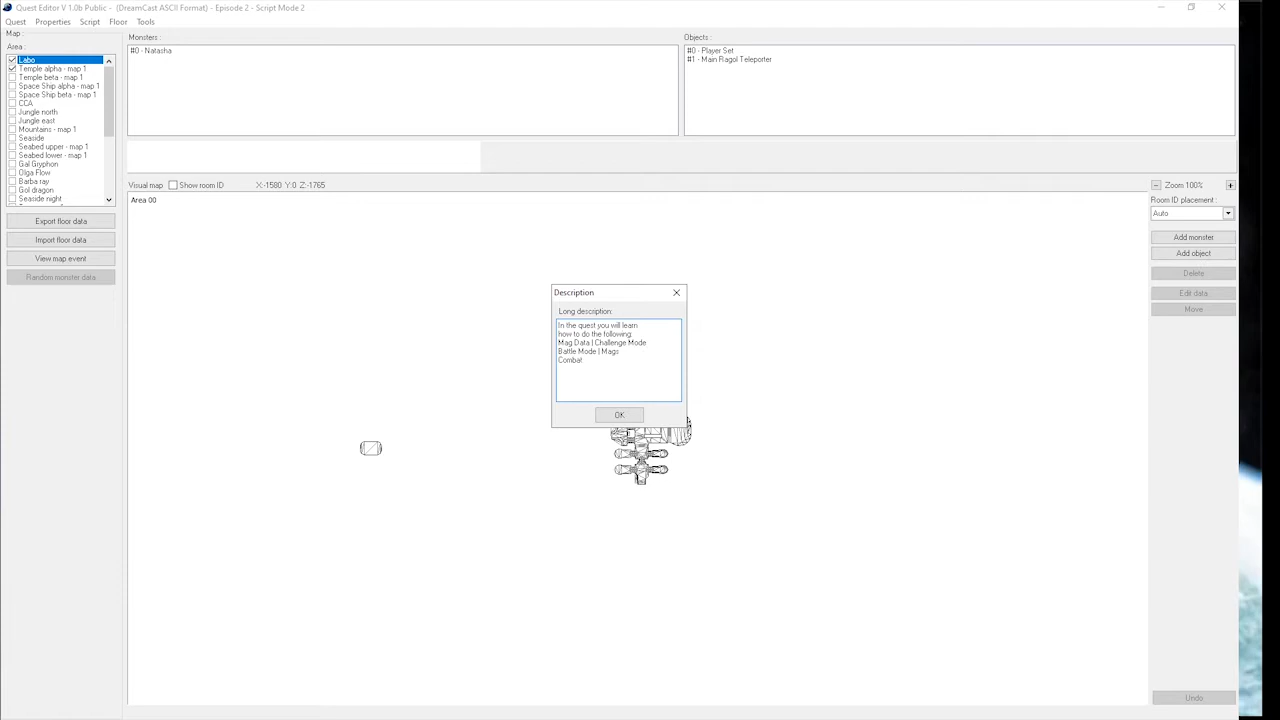 Quest Editor V 1.0b Public - (DreamCast ASCII Format) - Episode 2 - Script Mode 2
Quest Properties Script Floor Tools
Map :
Area :
Labo
Temple alpha - map 1
Temple beta - map 1
Space Ship alpha - map 1
Space Ship beta - map 1
CCA
Jungle north
Jungle east
Mountains - map 1
Seaside
Seabed upper - map 1
Seabed lower - map 1
Gal Gryphon
Olga Flow
Barba ray
Gol dragon
Seaside night
Export floor data
Import floor data
View map event
Random monster data
Monsters :
#0 - Natasha
Objects :
#0 - Player Set
#1 - Main Ragol Teleporter
Visual map : Show room ID X:-1580 Y:0 Z:-1765
Area 00
Description
Long description:
In the quest you will learn
how to do the following:
Mag Data | Challenge Mode
Battle Mode | Mags
Combat
OK
- Zoom 100% +
Room ID placement :
Auto
Add monster
Add object
Delete
Edit data
Move
Undo